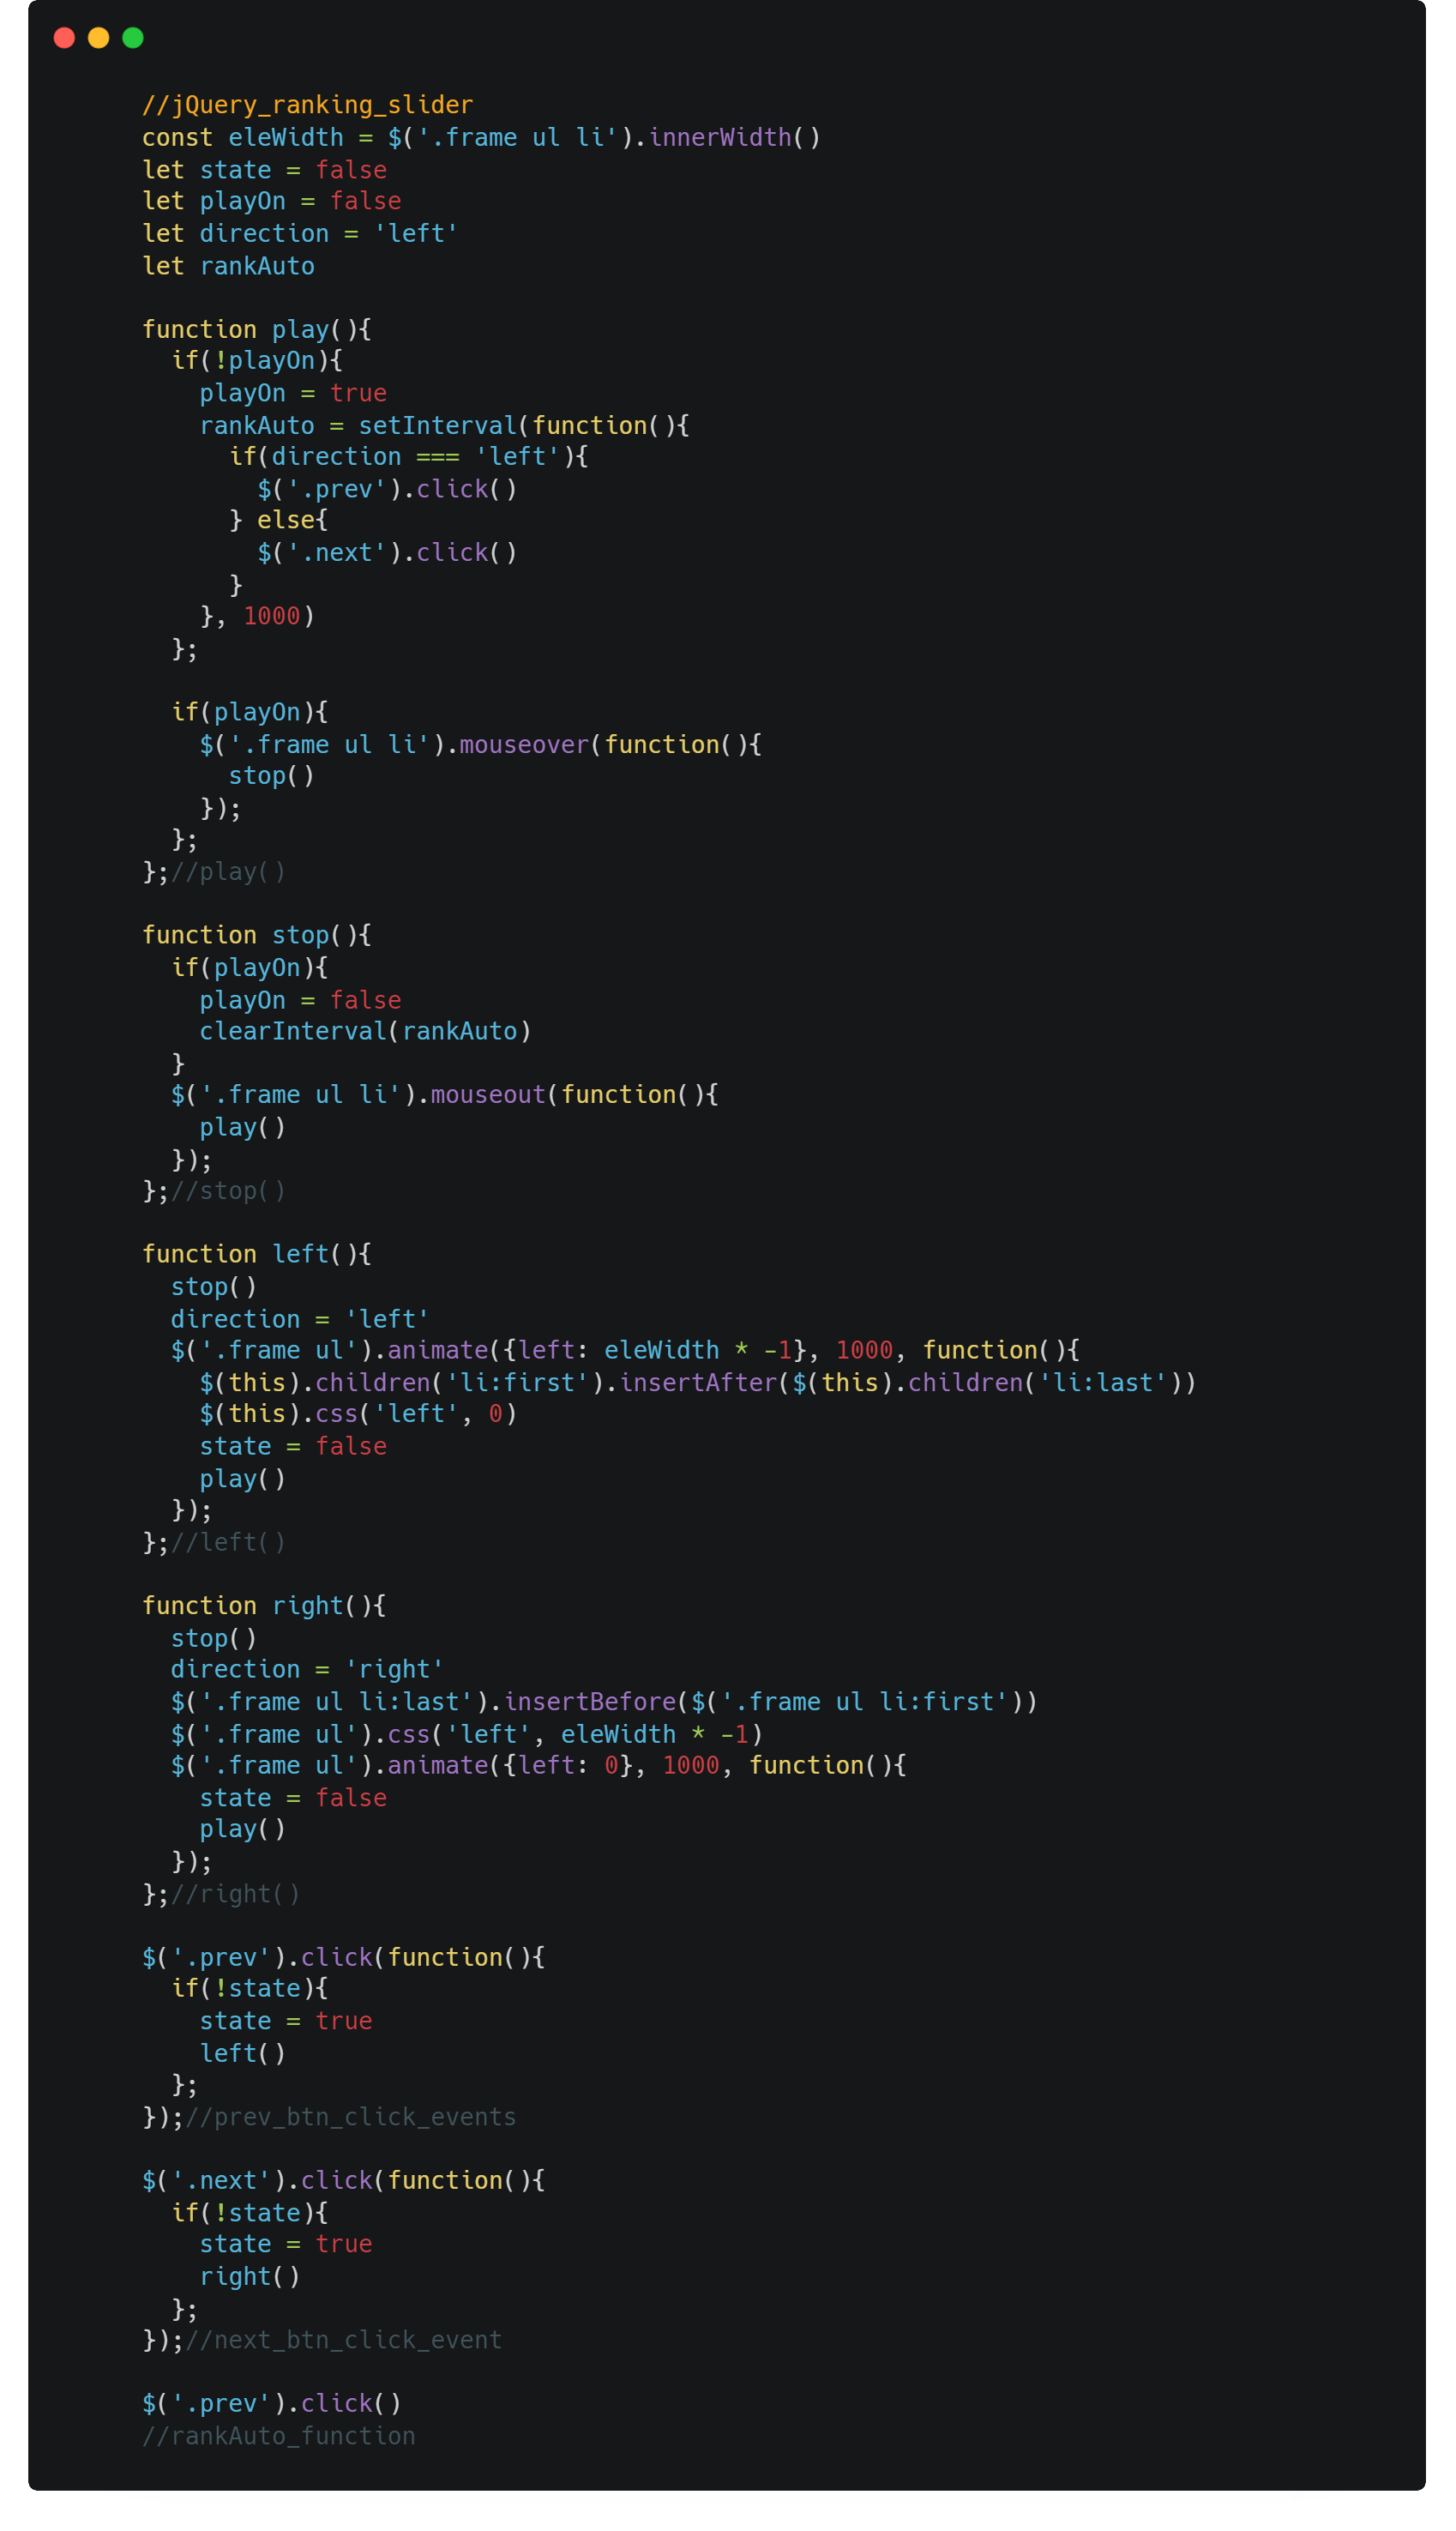 //jQuery_ranking_slider
const eleWidth = $('.frame ul li').innerWidth()
let state = false
let playOn = false
let direction = 'left'
let rankAuto

function play(){
  if(!playOn){
    playOn = true
    rankAuto = setInterval(function(){
      if(direction === 'left'){
        $('.prev').click()
      } else{
        $('.next').click()
      }
    }, 1000)
  };

  if(playOn){
    $('.frame ul li').mouseover(function(){
      stop()
    });
  };
};//play()

function stop(){
  if(playOn){
    playOn = false
    clearInterval(rankAuto)
  }
  $('.frame ul li').mouseout(function(){
    play()
  });
};//stop()

function left(){
  stop()
  direction = 'left'
  $('.frame ul').animate({left: eleWidth * -1}, 1000, function(){
    $(this).children('li:first').insertAfter($(this).children('li:last'))
    $(this).css('left', 0)
    state = false
    play()
  });
};//left()

function right(){
  stop()
  direction = 'right'
  $('.frame ul li:last').insertBefore($('.frame ul li:first'))
  $('.frame ul').css('left', eleWidth * -1)
  $('.frame ul').animate({left: 0}, 1000, function(){
    state = false
    play()
  });
};//right()

$('.prev').click(function(){
  if(!state){
    state = true
    left()
  };
});//prev_btn_click_events

$('.next').click(function(){
  if(!state){
    state = true
    right()
  };
});//next_btn_click_event

$('.prev').click()
//rankAuto_function